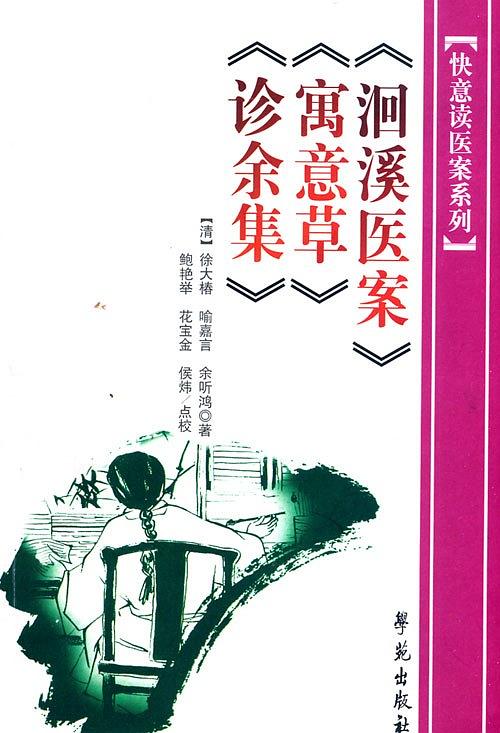 【快意读医案系列】
《洄溪医案》
《寓意草》
《诊余集》
【清】徐大椿 喻嘉言 余听鸿◎著
鲍艳举 花宝金 侯炜/点校
學苑出版社